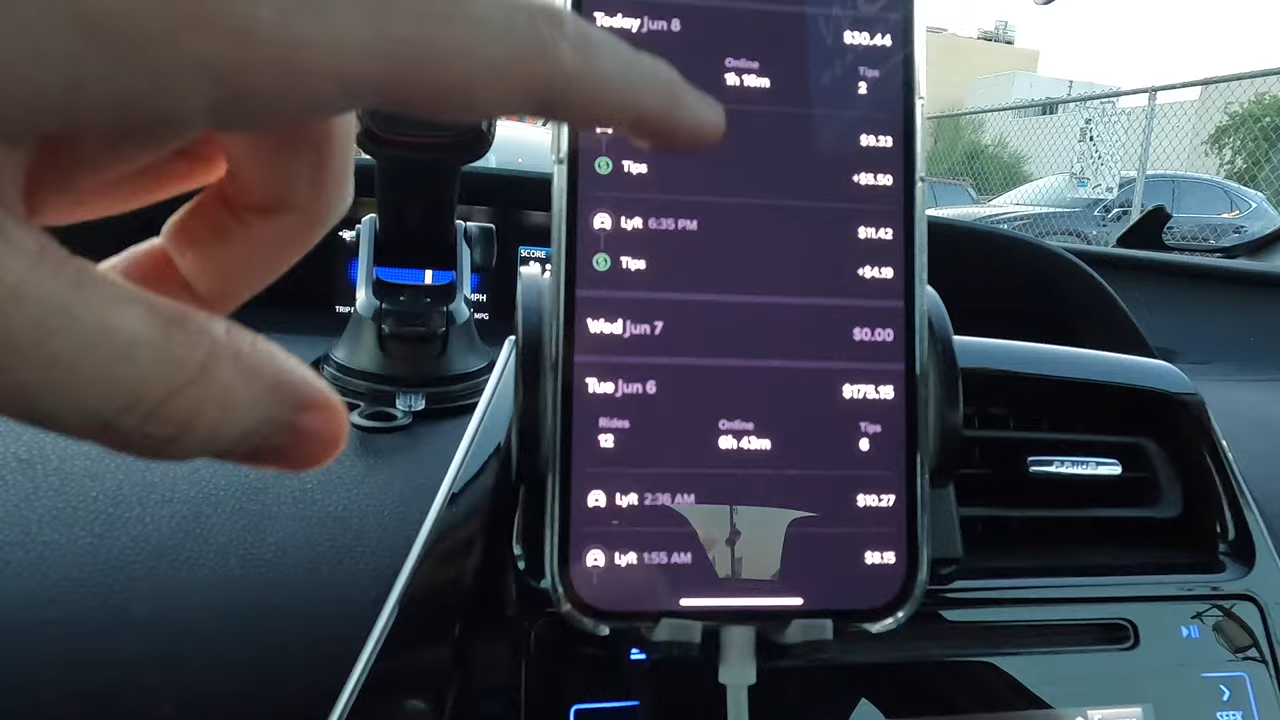 Today Jun 8
$30.44
Online
Tips
1h 16m
2
$9.33
Tips
+$5.50
Lyft 6:35 PM
$11.42
Tips
+$4.19
Wed Jun 7
$0.00
Tue Jun 6
$175.15
Rides
Online
Tips
12
6h 43m
6
Lyft 2:36 AM
$10.27
Lyft 1:55 AM
$8.15
SCORE
MPH
TRIP
MPG
PRIUS
SEEK